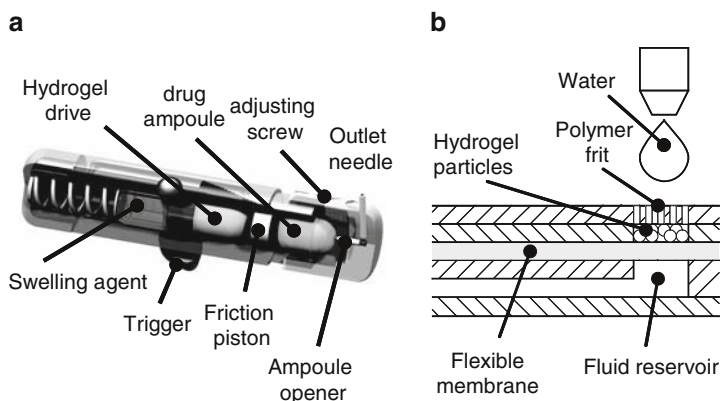 a
Hydrogel
drive
drug
ampoule
adjusting
screw
Outlet
needle
Swelling agent
Trigger
Friction
piston
Ampoule
opener
b
Water
Hydrogel
particles
Polymer
frit
Flexible
membrane
Fluid reservoir